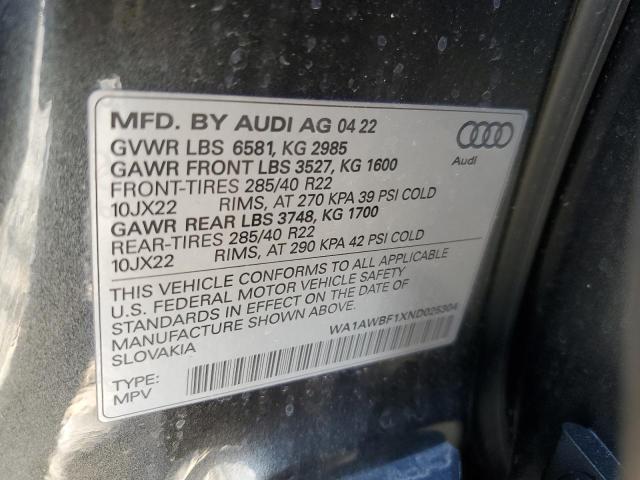 MFD. BY AUDI AG 04 22
GVWR LBS 6581, KG 2985
GAWR FRONT LBS 3527, KG 1600
FRONT-TIRES 285/40 R22
10JX22 RIMS, AT 270 KPA 39 PSI COLD
GAWR REAR LBS 3748, KG 1700
REAR-TIRES 285/40 R22
10JX22 RIMS, AT 290 KPA 42 PSI COLD
Audi
THIS VEHICLE CONFORMS TO ALL APPLICABLE
U.S. FEDERAL MOTOR VEHICLE SAFETY
STANDARDS IN EFFECT ON THE DATE OF
MANUFACTURE SHOWN ABOVE.
SLOVAKIA
WA1AWBF1XND025304
TYPE:
MPV